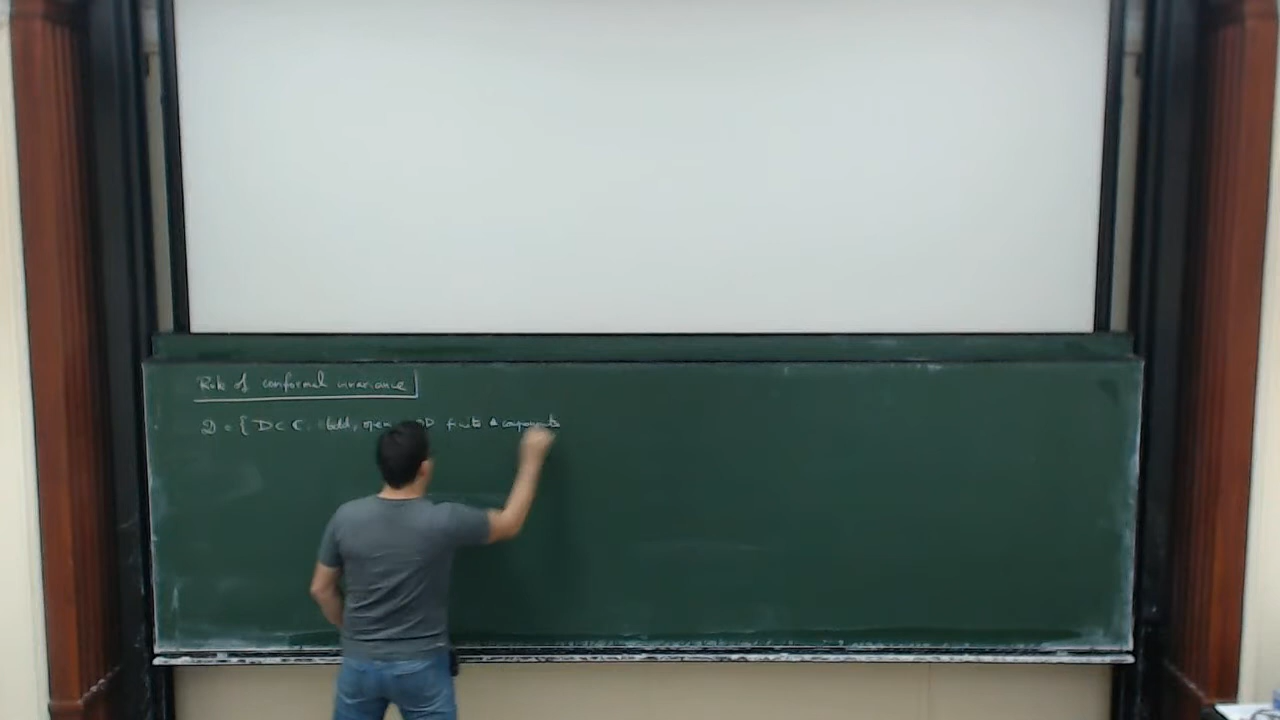 Role of conformal invariance
𝒟 = { D ⊂ ℂ, bdd, open, ∂D finite # components